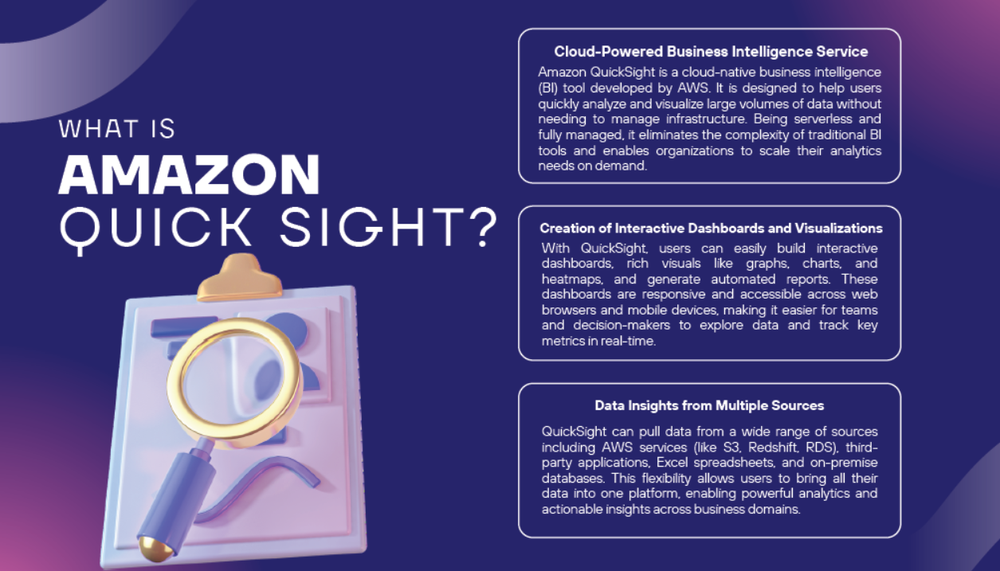 WHAT IS
AMAZON
QUICK SIGHT?
Cloud-Powered Business Intelligence Service
Amazon QuickSight is a cloud-native business intelligence
(BI) tool developed by AWS. It is designed to help users
quickly analyze and visualize large volumes of data without
needing to manage infrastructure. Being serverless and
fully managed, it eliminates the complexity of traditional BI
tools and enables organizations to scale their analytics
needs on demand.
Creation of Interactive Dashboards and Visualizations
With QuickSight, users can easily build interactive
dashboards, rich visuals like graphs, charts, and
heatmaps, and generate automated reports. These
dashboards are responsive and accessible across web
browsers and mobile devices, making it easier for teams
and decision-makers to explore data and track key
metrics in real-time.
Data Insights from Multiple Sources
QuickSight can pull data from a wide range of sources
including AWS services (like S3, Redshift, RDS), third-
party applications, Excel spreadsheets, and on-premise
databases. This flexibility allows users to bring all their
data into one platform, enabling powerful analytics and
actionable insights across business domains.